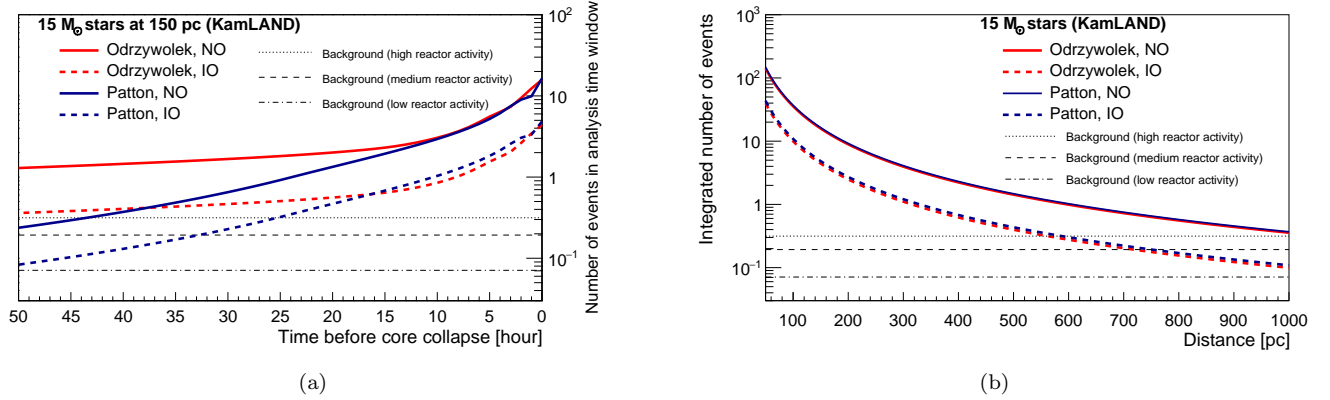 15 M⊙ stars at 150 pc (KamLAND)
Odrzywolek, NO
Odrzywolek, IO
Patton, NO
Patton, IO
Background (high reactor activity)
Background (medium reactor activity)
Background (low reactor activity)
10²
10
1
10⁻¹
Number of events in analysis time window
50 45 40 35 30 25 20 15 10 5 0
Time before core collapse [hour]
(a)
15 M⊙ stars (KamLAND)
Odrzywolek, NO
Odrzywolek, IO
Patton, NO
Patton, IO
Background (high reactor activity)
Background (medium reactor activity)
Background (low reactor activity)
Integrated number of events
10³
10²
10
1
10⁻¹
100 200 300 400 500 600 700 800 900 1000
Distance [pc]
(b)